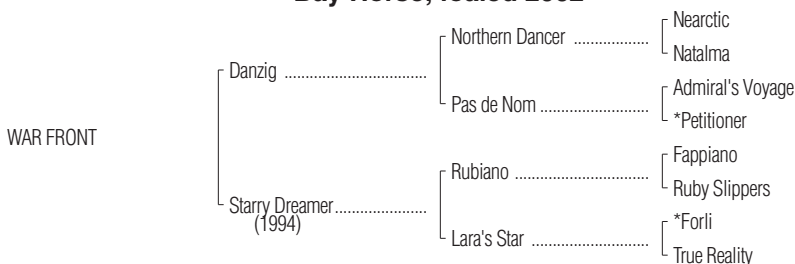 Bay Horse; foaled 2002
Nearctic
Northern Dancer ....................
Natalma
Danzig .....................................
Admiral's Voyage
Pas de Nom .............................
*Petitioner
WAR FRONT
Fappiano
Rubiano ...................................
Ruby Slippers
Starry Dreamer........................
(1994)
*Forli
Lara's Star ...............................
True Reality